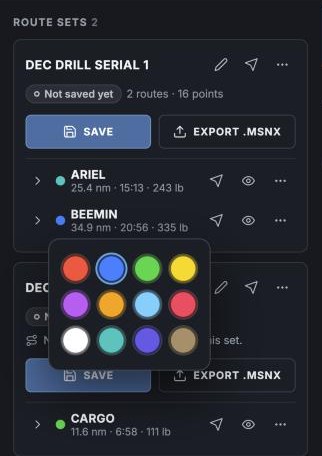 ROUTE SETS 2
DEC DRILL SERIAL 1
Not saved yet 2 routes · 16 points
SAVE EXPORT .MSNX
ARIEL
25.4 nm · 15:13 · 243 lb
BEEMIN
34.9 nm · 20:56 · 335 lb
DEC
is set.
SAVE EXPORT .MSNX
CARGO
11.6 nm · 6:58 · 111 lb